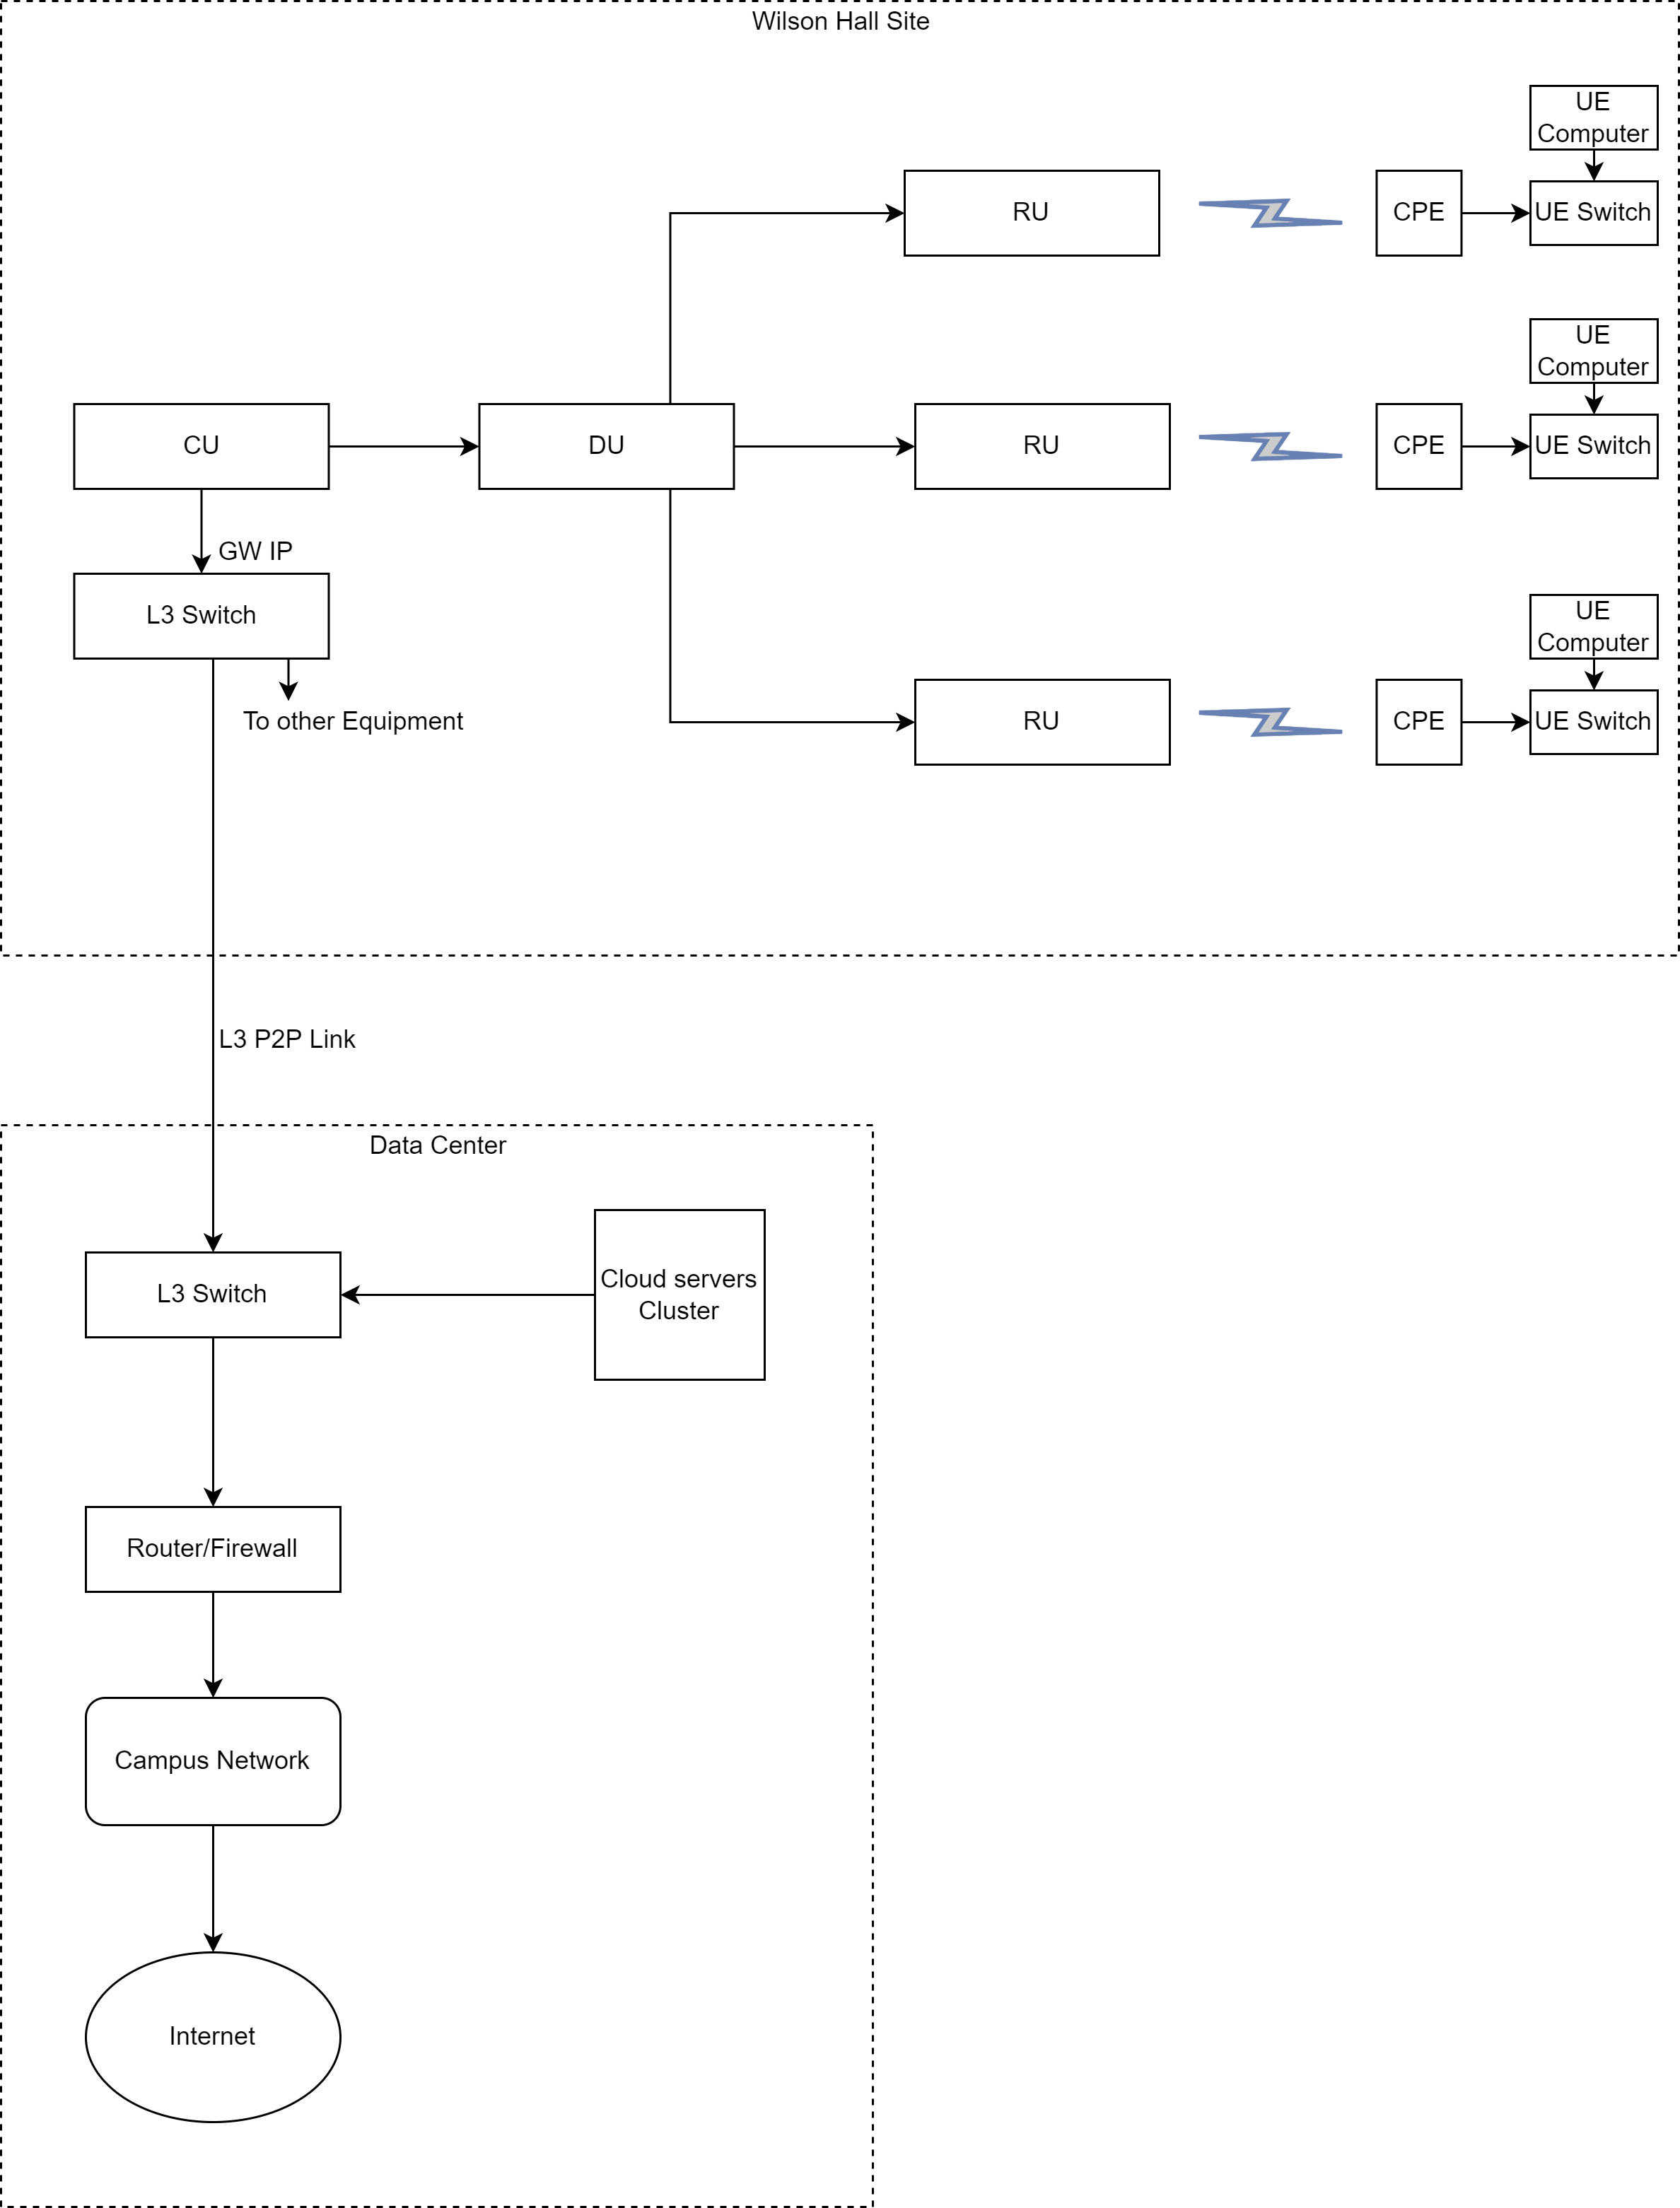 Wilson Hall Site
UE
Computer
RU
CPE
UE Switch
UE
Computer
CU
DU
RU
CPE
UE Switch
GW IP
L3 Switch
UE
Computer
To other Equipment
RU
CPE
UE Switch
L3 P2P Link
Data Center
Cloud servers
Cluster
L3 Switch
Router/Firewall
Campus Network
Internet